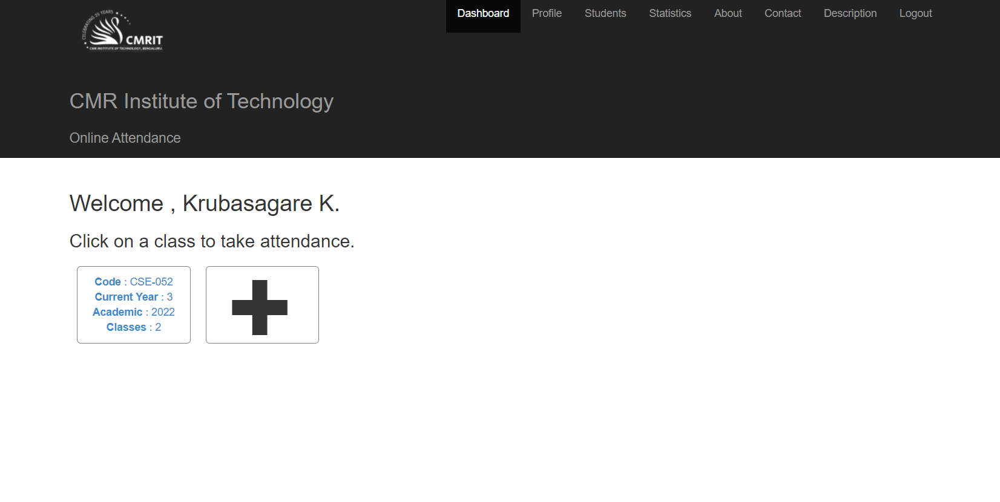 CELEBRATING 25 YEARS
CMRIT
CMR INSTITUTE OF TECHNOLOGY, BENGALURU.
Dashboard Profile Students Statistics About Contact Description Logout
CMR Institute of Technology
Online Attendance
Welcome , Krubasagare K.
Click on a class to take attendance.
Code : CSE-052
Current Year : 3
Academic : 2022
Classes : 2